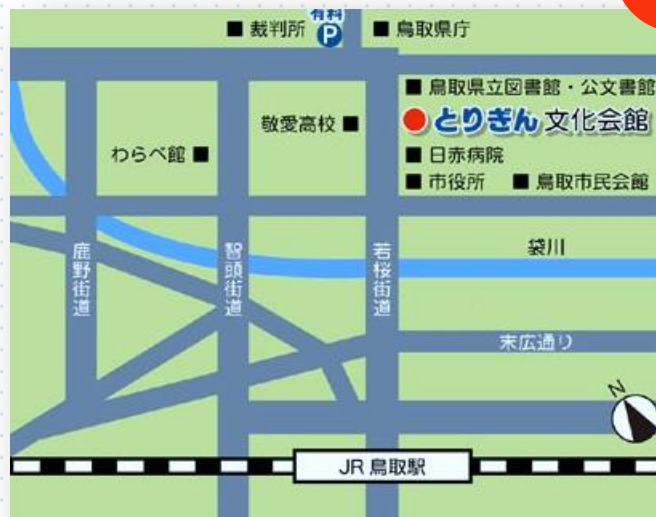 有料
P
■ 裁判所
■ 鳥取県庁
■ 鳥取県立図書館・公文書館
敬愛高校 ■
●とりぎん文化会館
わらべ館 ■
■ 日赤病院
■ 市役所 ■ 鳥取市民会館
鹿野街道
智頭街道
若桜街道
袋川
末広通り
N
JR 鳥取駅